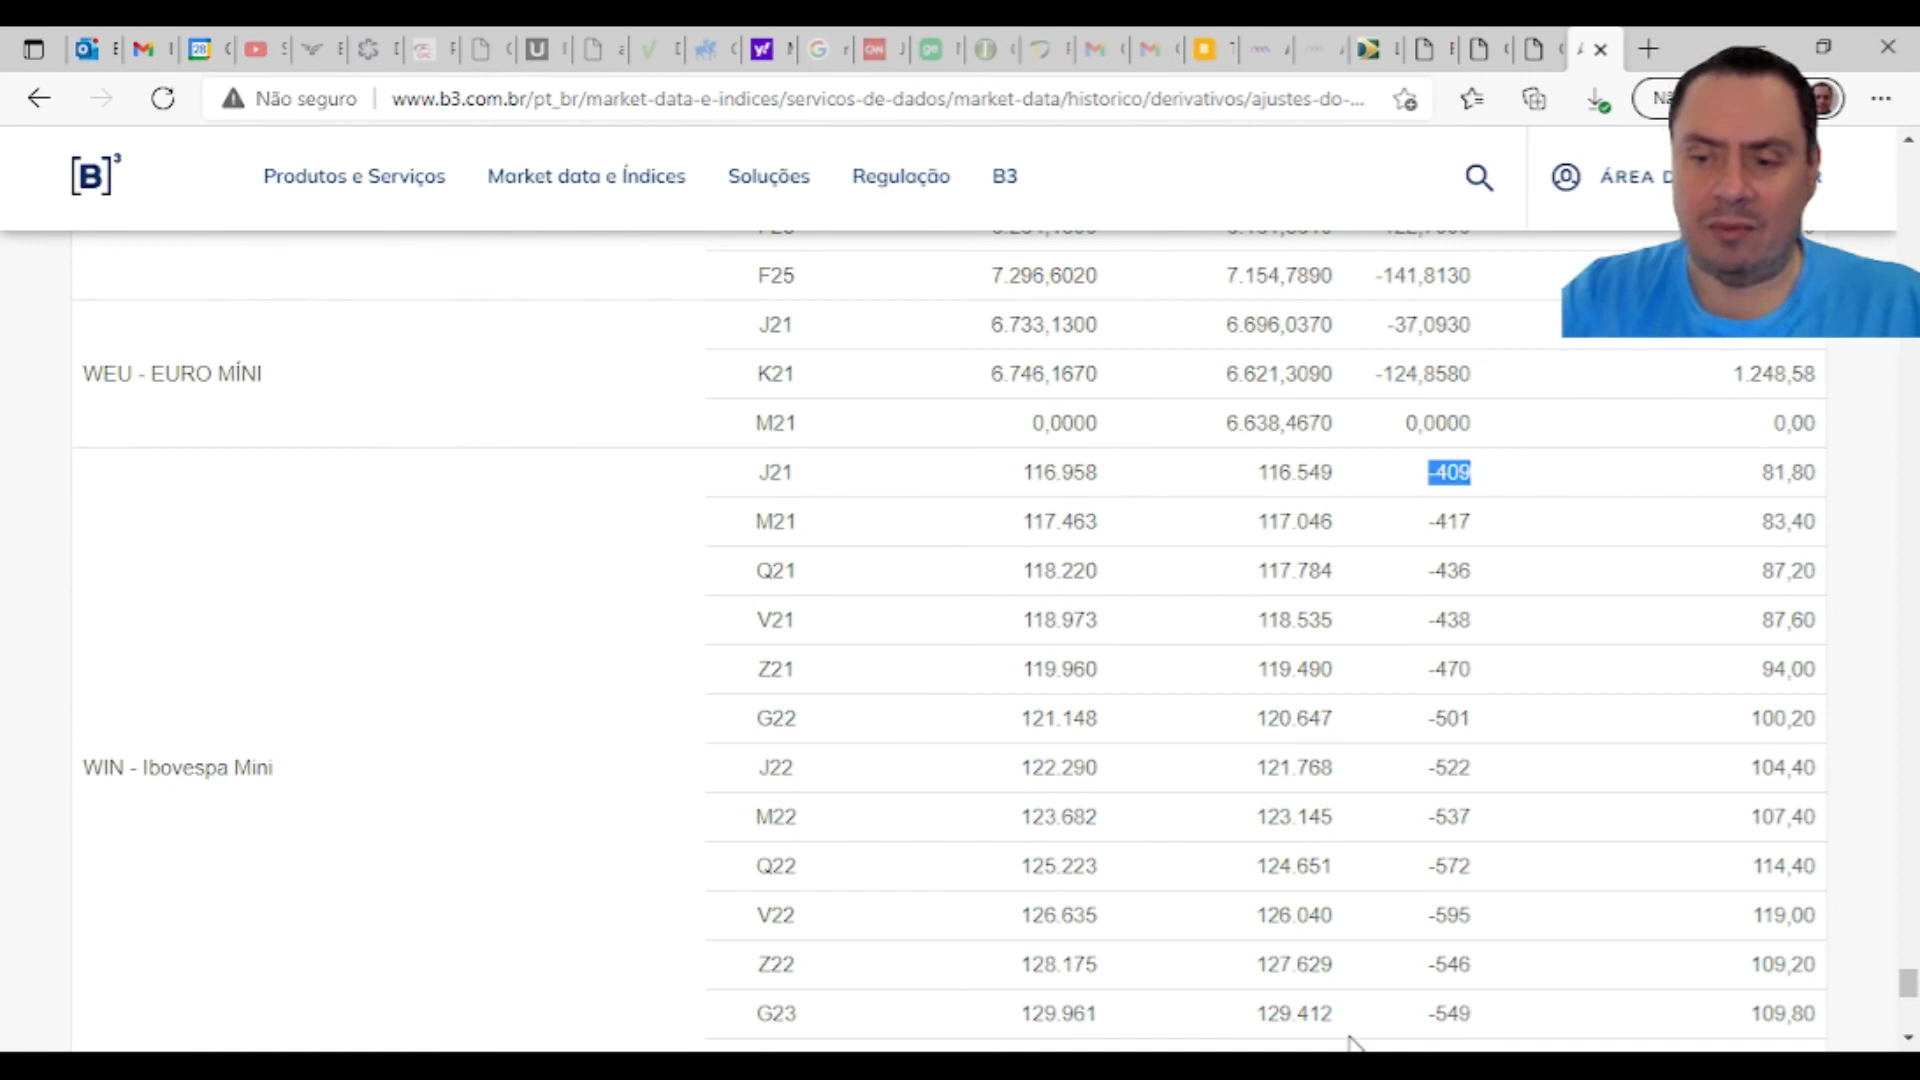 Não seguro | www.b3.com.br/pt_br/market-data-e-indices/servicos-de-dados/market-data/historico/derivativos/ajustes-do-...
[B]³ Produtos e Serviços Market data e Índices Soluções Regulação B3 ÁREA D
F25 7.296,6020 7.154,7890 -141,8130
J21 6.733,1300 6.696,0370 -37,0930
WEU - EURO MÍNI K21 6.746,1670 6.621,3090 -124,8580 1.248,58
M21 0,0000 6.638,4670 0,0000 0,00
J21 116.958 116.549 -409 81,80
M21 117.463 117.046 -417 83,40
Q21 118.220 117.784 -436 87,20
V21 118.973 118.535 -438 87,60
Z21 119.960 119.490 -470 94,00
G22 121.148 120.647 -501 100,20
WIN - Ibovespa Mini J22 122.290 121.768 -522 104,40
M22 123.682 123.145 -537 107,40
Q22 125.223 124.651 -572 114,40
V22 126.635 126.040 -595 119,00
Z22 128.175 127.629 -546 109,20
G23 129.961 129.412 -549 109,80